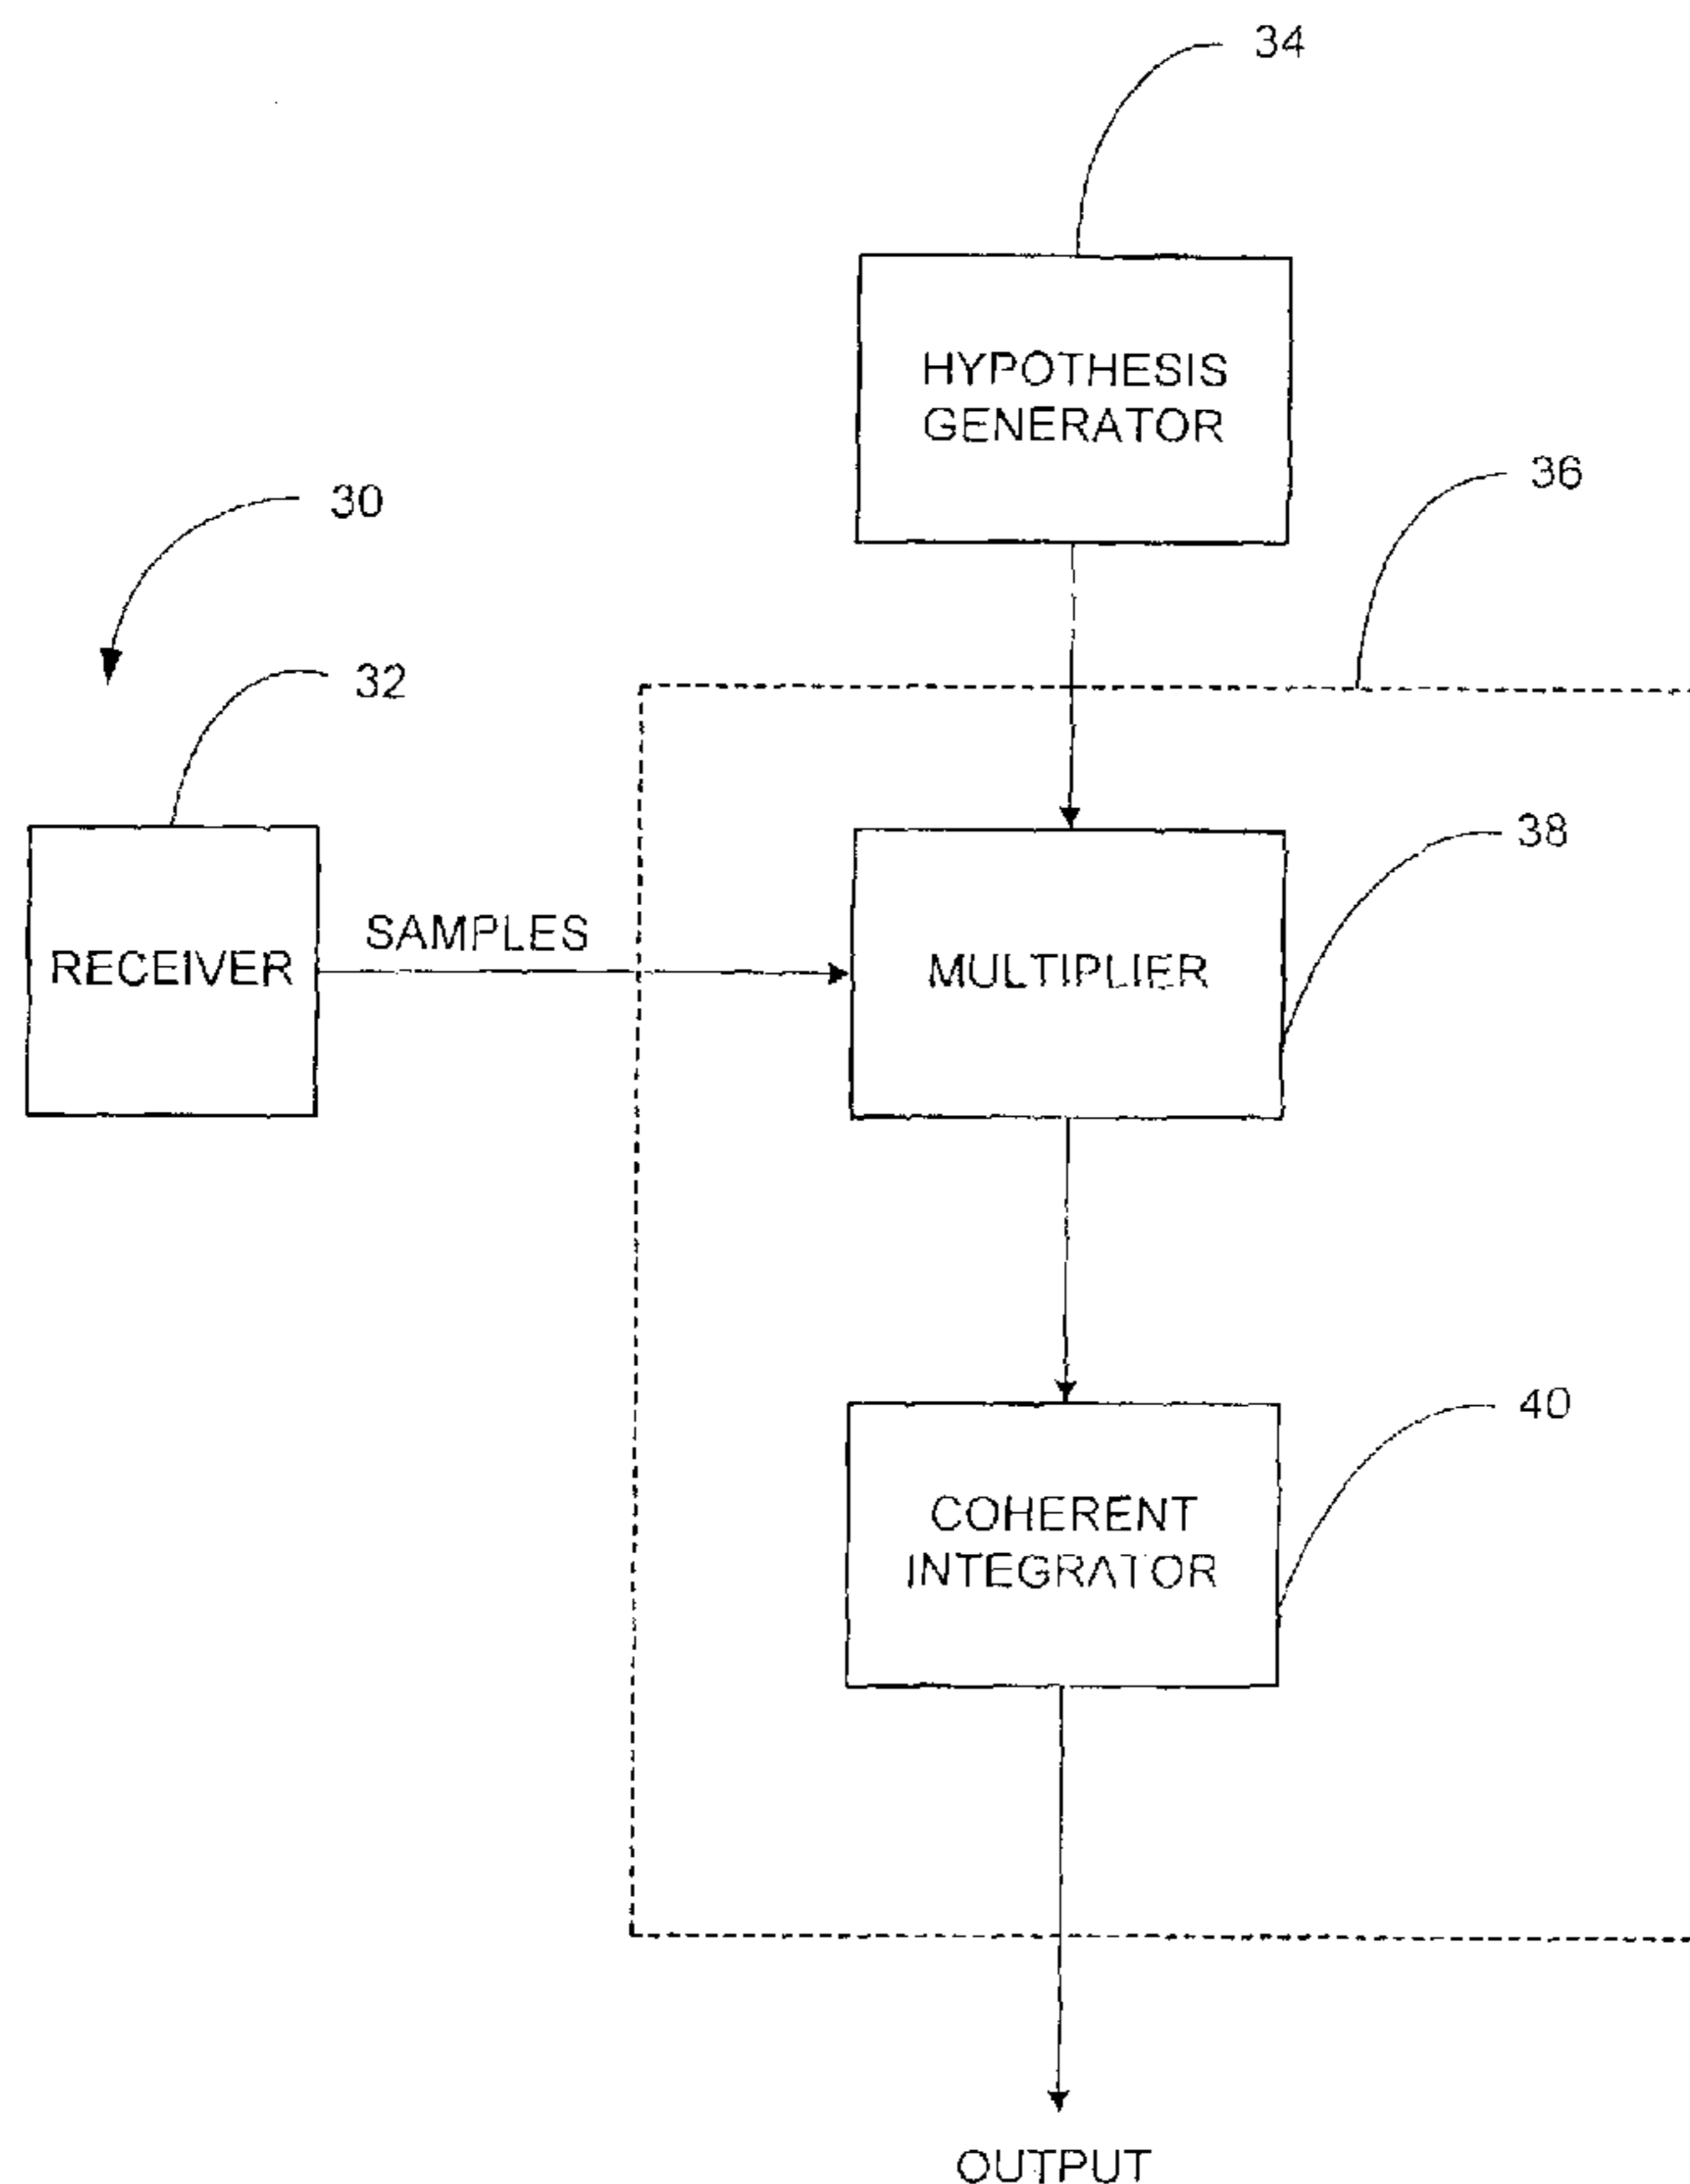 34
HYPOTHESIS
GENERATOR
36
30
32
38
SAMPLES
RECEIVER
MULTIPLIER
40
COHERENT
INTEGRATOR
OUTPUT